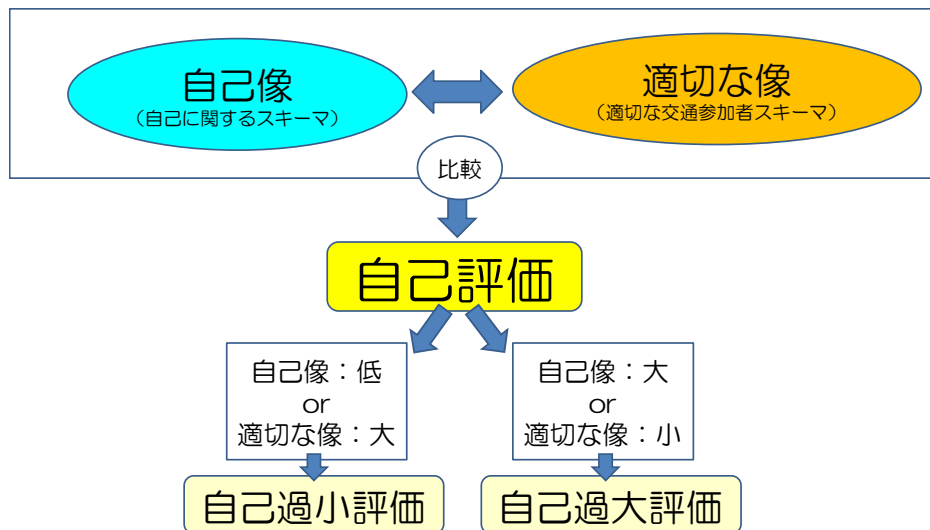 自己像
（自己に関するスキーマ）
適切な像
（適切な交通参加者スキーマ）
比較
自己評価
自己像：低
or
適切な像：大
自己像：大
or
適切な像：小
自己過小評価
自己過大評価